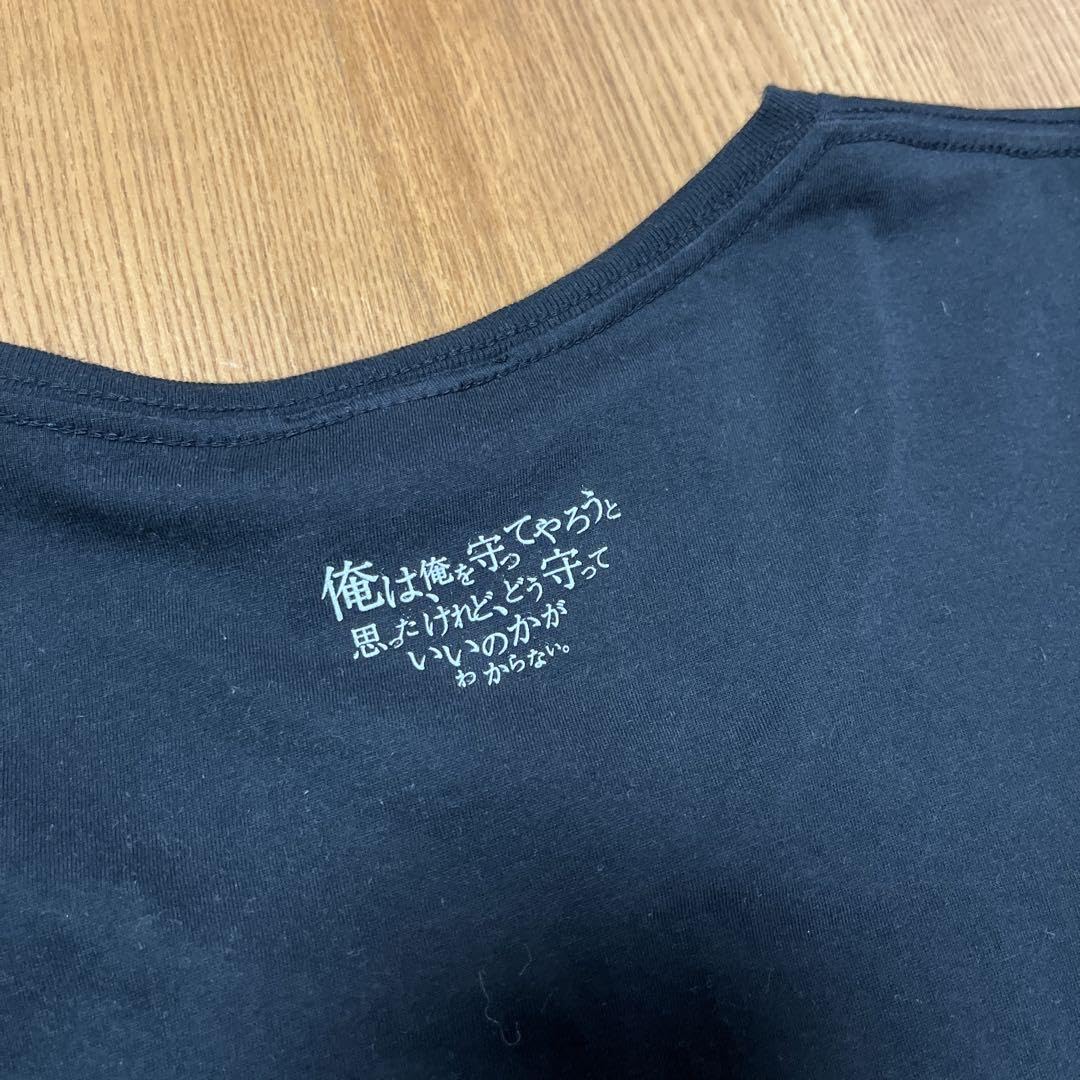 俺は、俺を守ってやろうと
思ったけれど、どう守って
いいのかが
わからない。